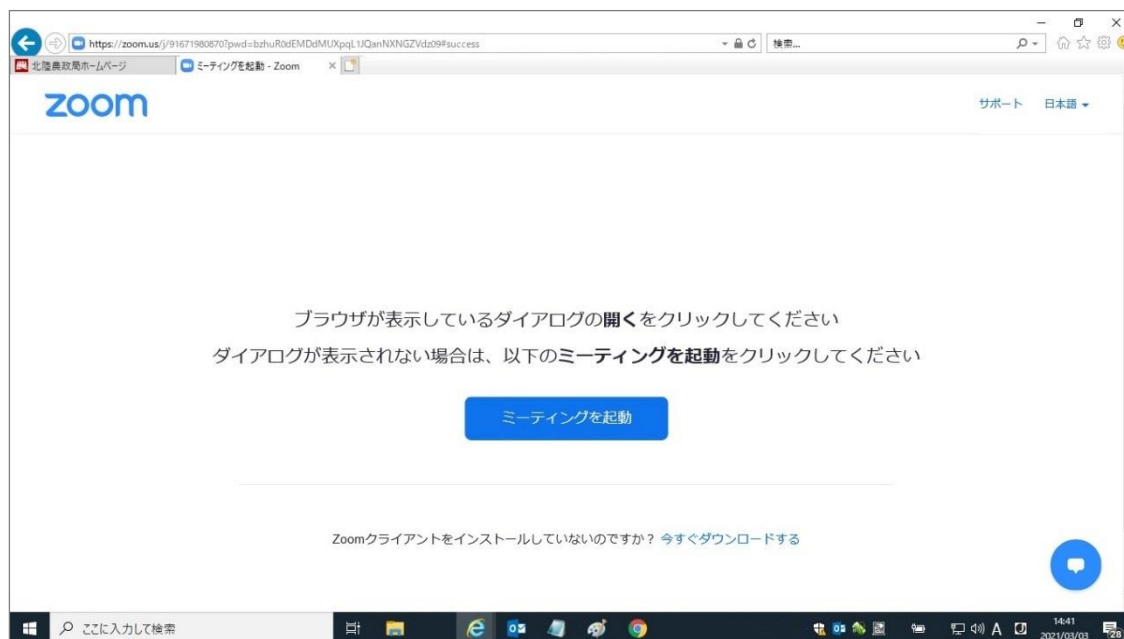 https://zoom.us/j/91671980870?pwd=bzhuR0dEMDdMUXpqL1JQanNXNGZVdz09#success
検索...
北陸農政局ホームページ
ミーティングを起動 - Zoom
zoom
サポート
日本語
ブラウザが表示しているダイアログの開くをクリックしてください
ダイアログが表示されない場合は、以下のミーティングを起動をクリックしてください
ミーティングを起動
Zoomクライアントをインストールしていないのですか？今すぐダウンロードする
ここに入力して検索
A
14:41
2021/03/03
28